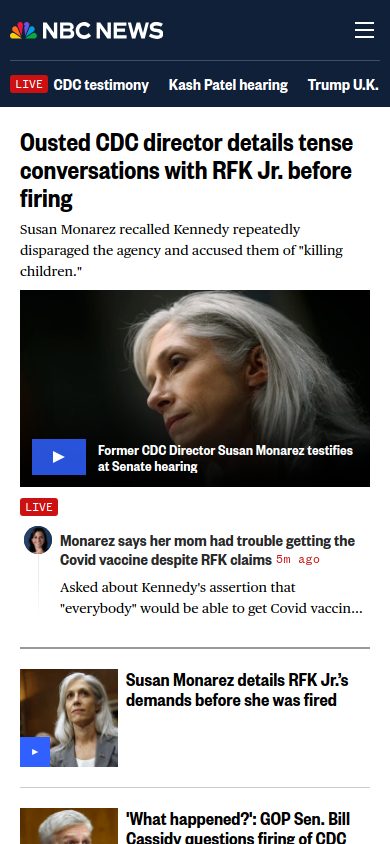 NBC NEWS
LIVE CDC testimony Kash Patel hearing Trump U.K.
Ousted CDC director details tense
conversations with RFK Jr. before
firing
Susan Monarez recalled Kennedy repeatedly
disparaged the agency and accused them of "killing
children."
Former CDC Director Susan Monarez testifies
at Senate hearing
LIVE
Monarez says her mom had trouble getting the
Covid vaccine despite RFK claims 5m ago
Asked about Kennedy's assertion that
"everybody" would be able to get Covid vaccin...
Susan Monarez details RFK Jr.'s
demands before she was fired
'What happened?': GOP Sen. Bill
Cassidy questions firing of CDC